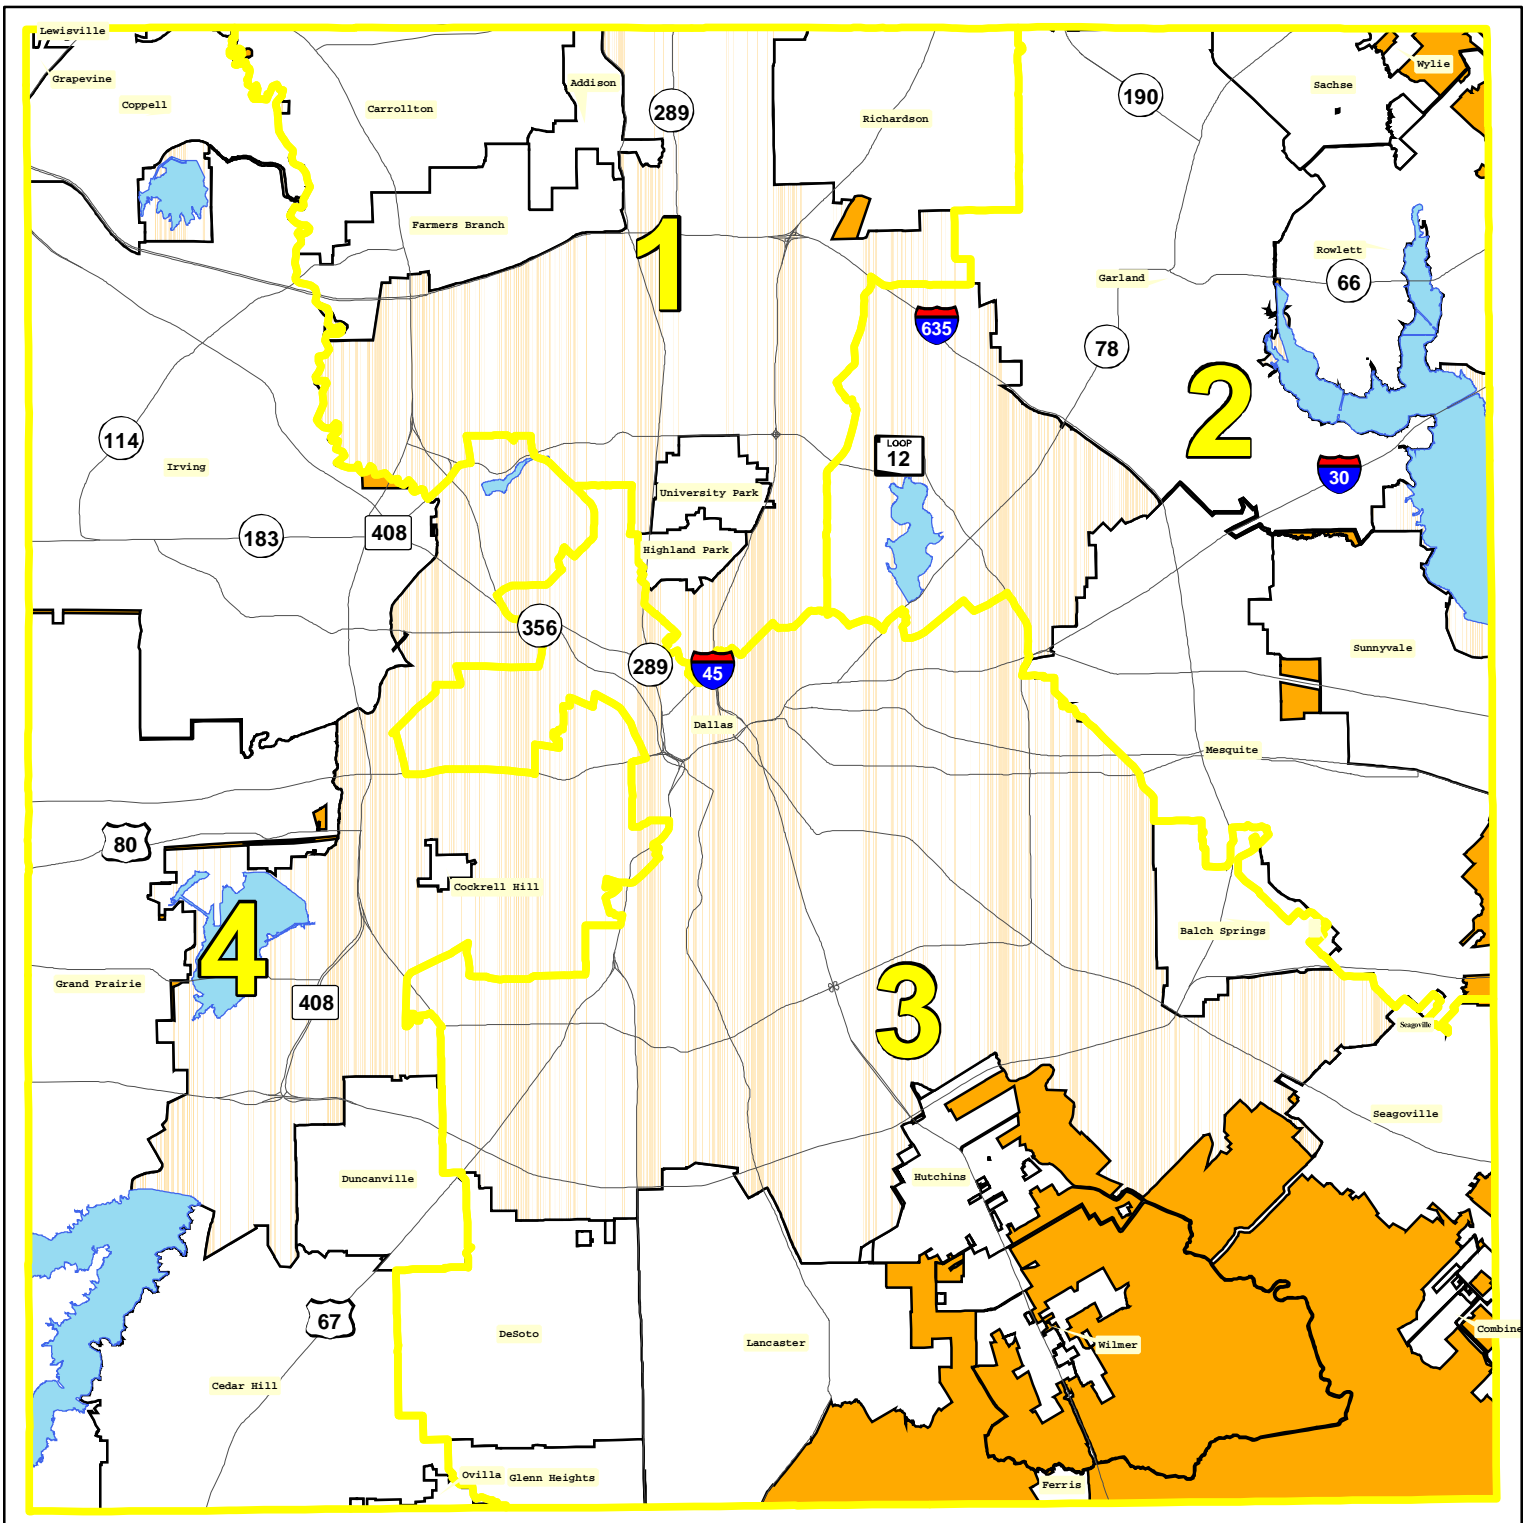 Lewisville
Grapevine
Coppell
Carrollton
Addison
289
Richardson
190
Sachse
Wylie
Farmers Branch
1
Rowlett
66
Garland
635
78
2
114
Irving
LOOP
12
30
University Park
183
408
Highland Park
356
289
45
Sunnyvale
Dallas
Mesquite
80
Cockrell Hill
4
Balch Springs
Grand Prairie
408
3
Seagoville
Seagoville
Duncanville
Hutchins
67
DeSoto
Lancaster
Wilmer
Combine
Cedar Hill
Ovilla
Glenn Heights
Ferris